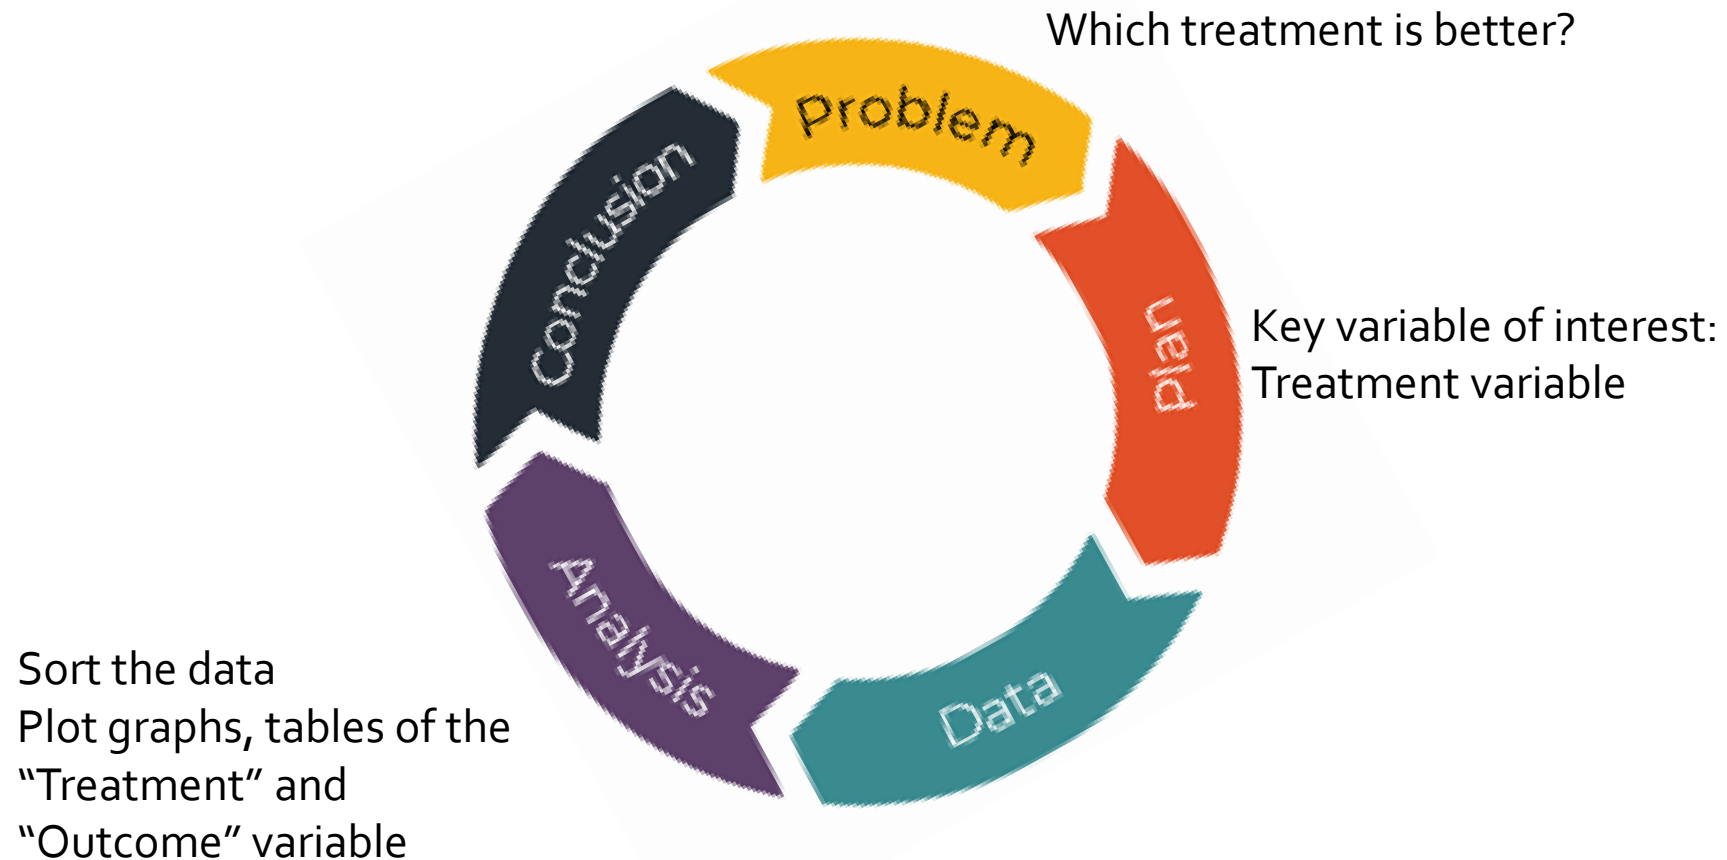 Which treatment is better?
Problem
Conclusion
Plan
Key variable of interest:
Treatment variable
Analysis
Data
Sort the data
Plot graphs, tables of the
“Treatment” and
“Outcome” variable